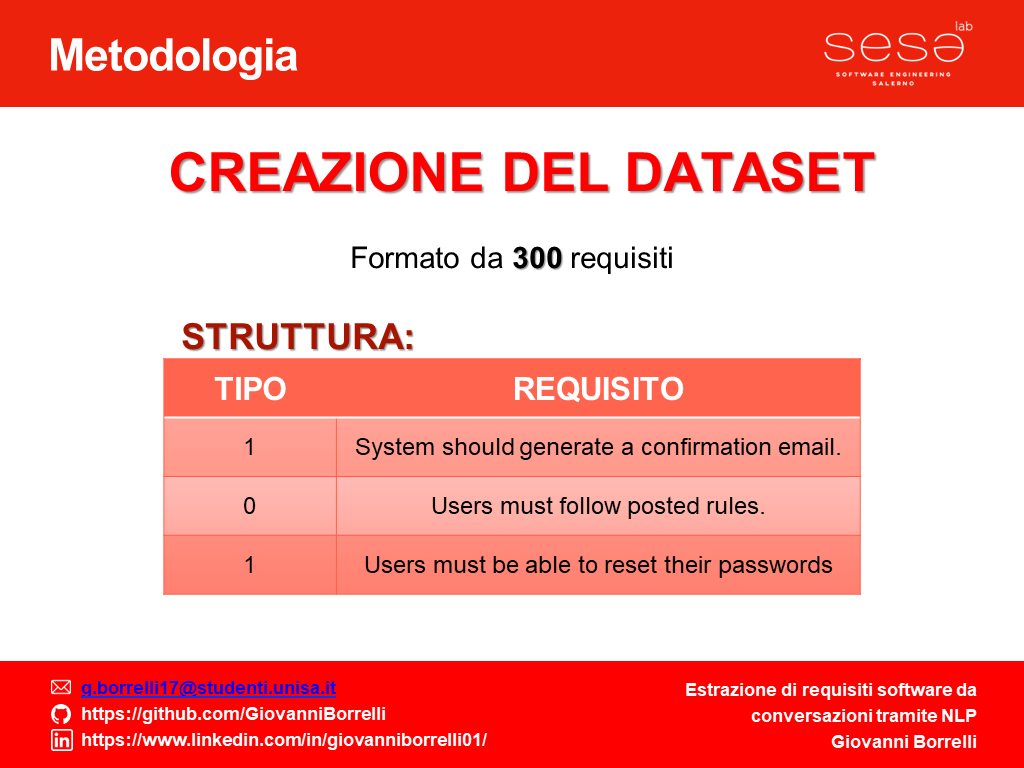 Metodologia
lab
sesa
SOFTWARE ENGINEERING
SALERNO
CREAZIONE DEL DATASET
Formato da 300 requisiti
STRUTTURA:
TIPO REQUISITO
1 System should generate a confirmation email.
0 Users must follow posted rules.
1 Users must be able to reset their passwords
g.borrelli17@studenti.unisa.it
https://github.com/GiovanniBorrelli
https://www.linkedin.com/in/giovanniborrelli01/
Estrazione di requisiti software da
conversazioni tramite NLP
Giovanni Borrelli